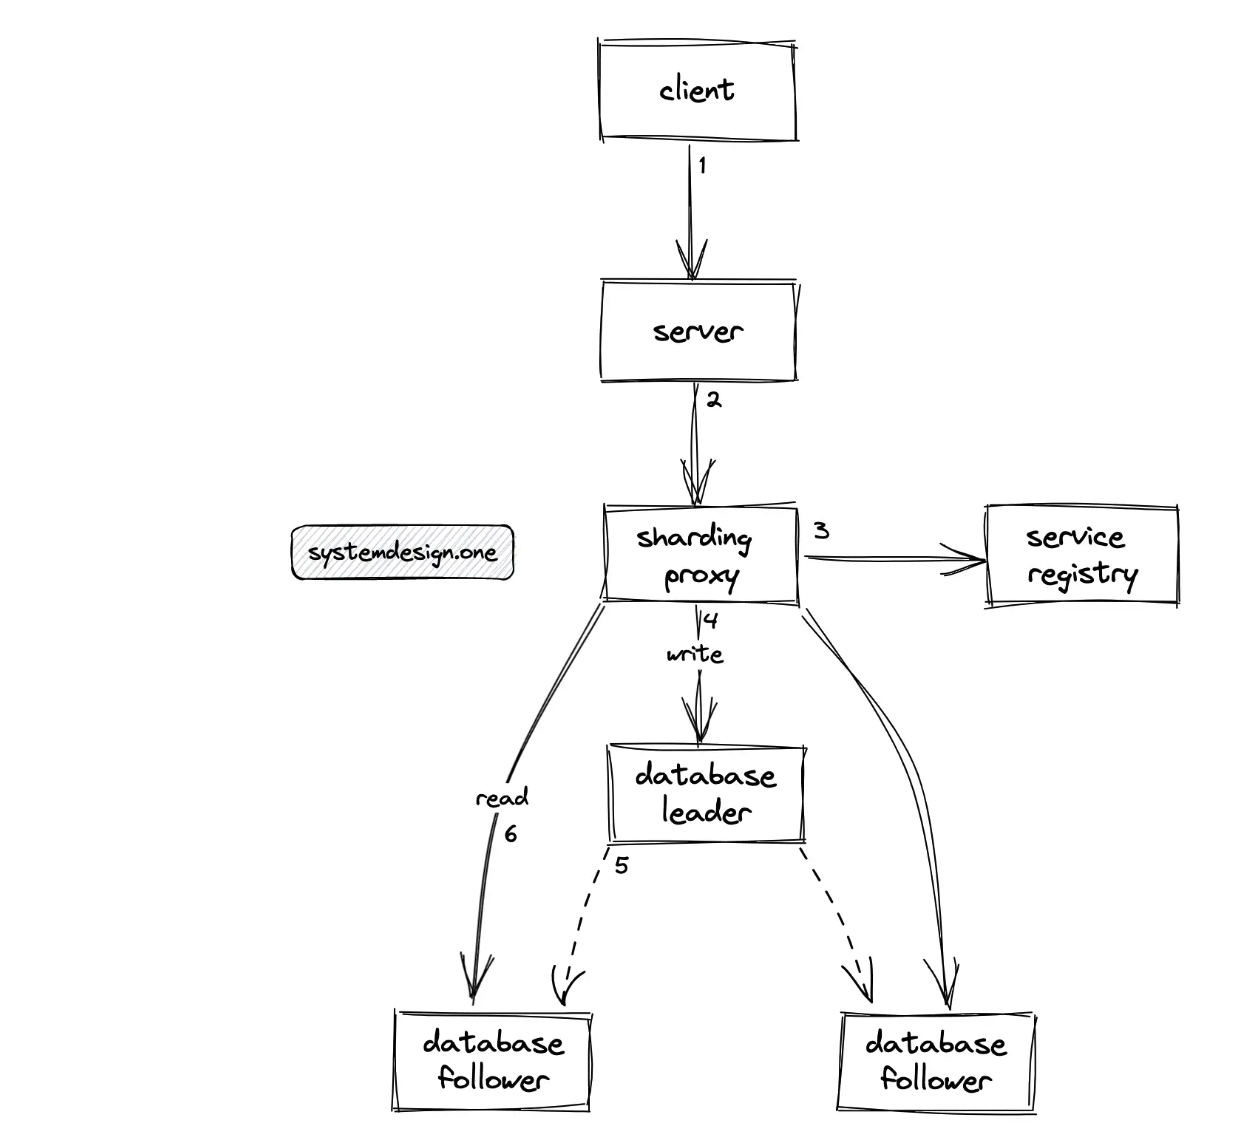 client
1
server
2
systemdesign.one
sharding
proxy
3
service
registry
4
write
database
leader
read
6
5
database
follower
database
follower